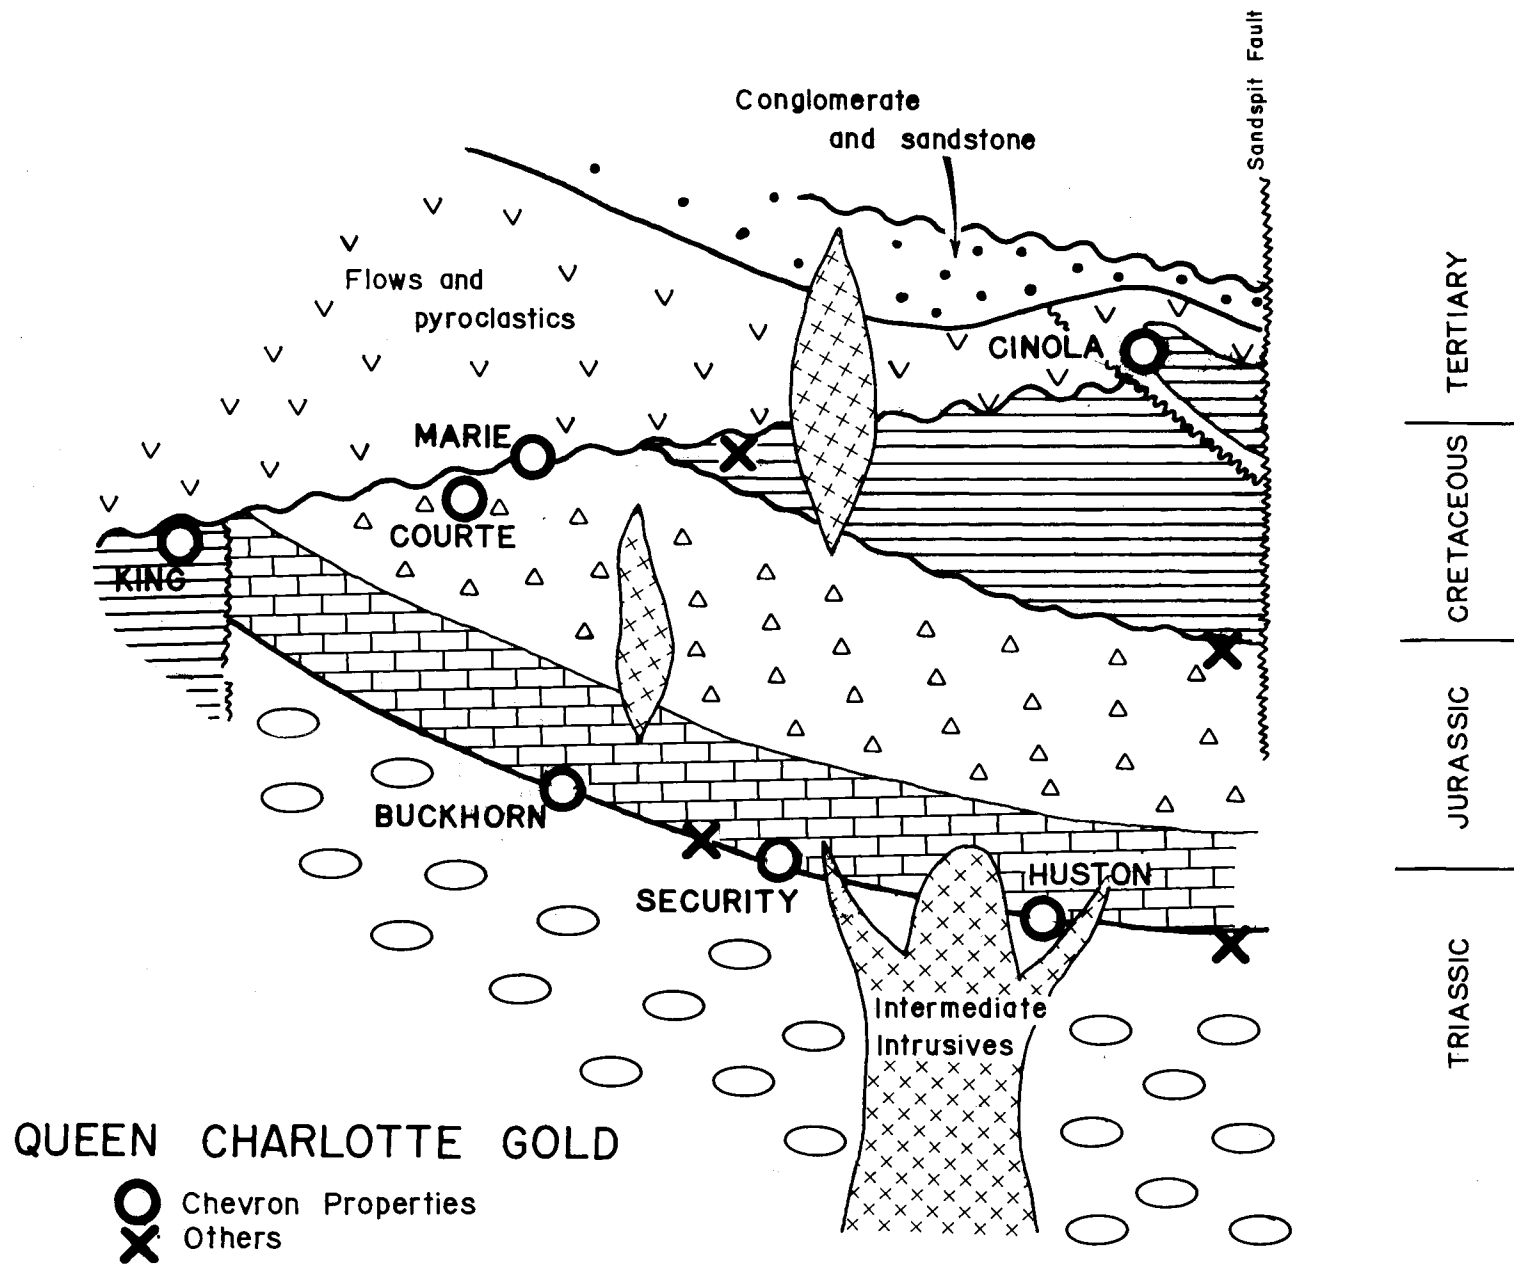 Sandspit Fault
Conglomerate
and sandstone
Flows and
pyroclastics
CINOLA
MARIE
COURTE
KING
BUCKHORN
SECURITY
HUSTON
Intermediate
Intrusives
TERTIARY
CRETACEOUS
JURASSIC
TRIASSIC
QUEEN CHARLOTTE GOLD
Chevron Properties
Others